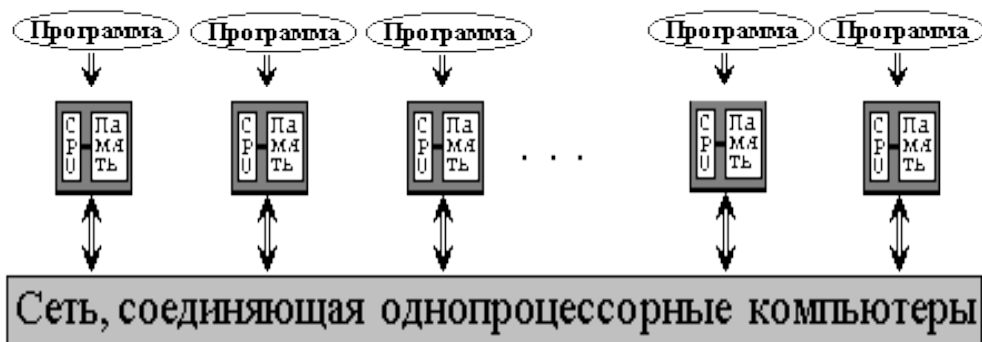 Программа Программа Программа Программа Программа
CPU Память CPU Память CPU Память . . . CPU Память CPU Память
Сеть, соединяющая однопроцессорные компьютеры